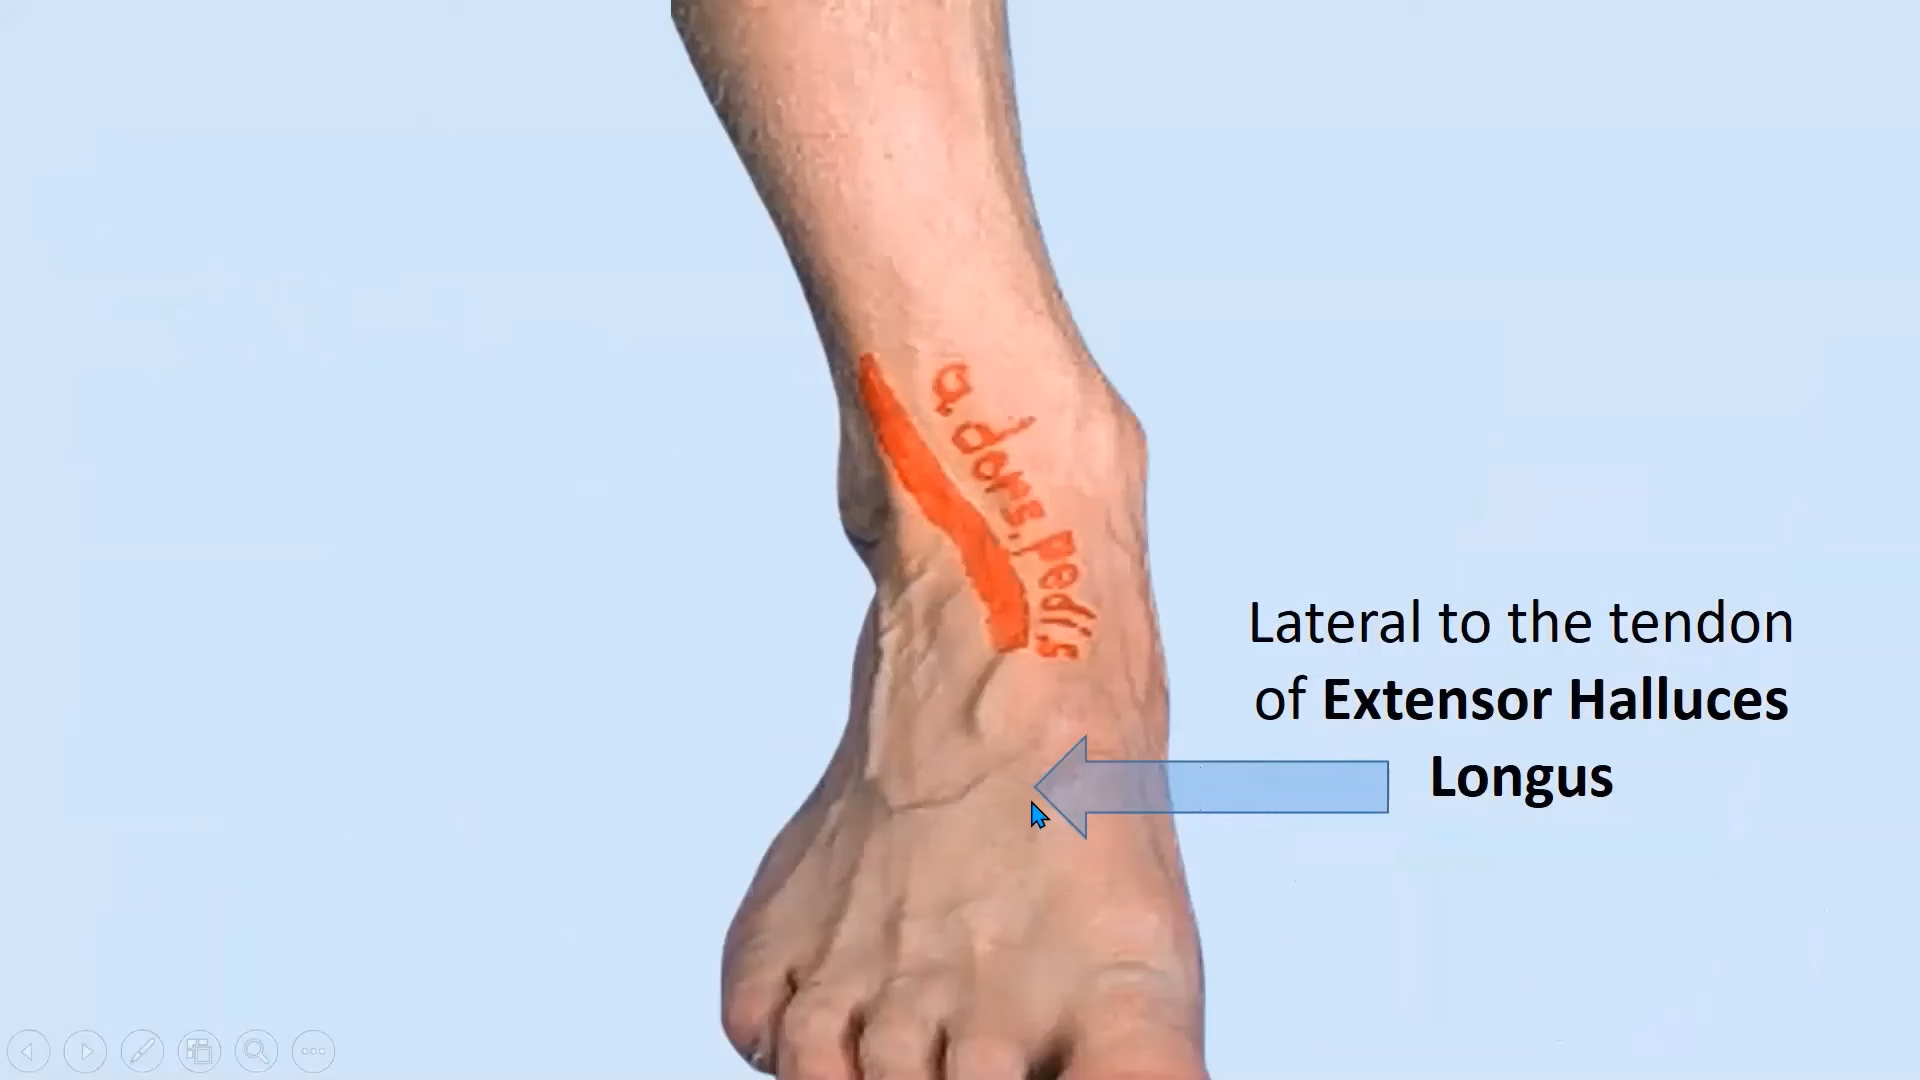 a. dors. pedis
Lateral to the tendon
of Extensor Halluces
Longus